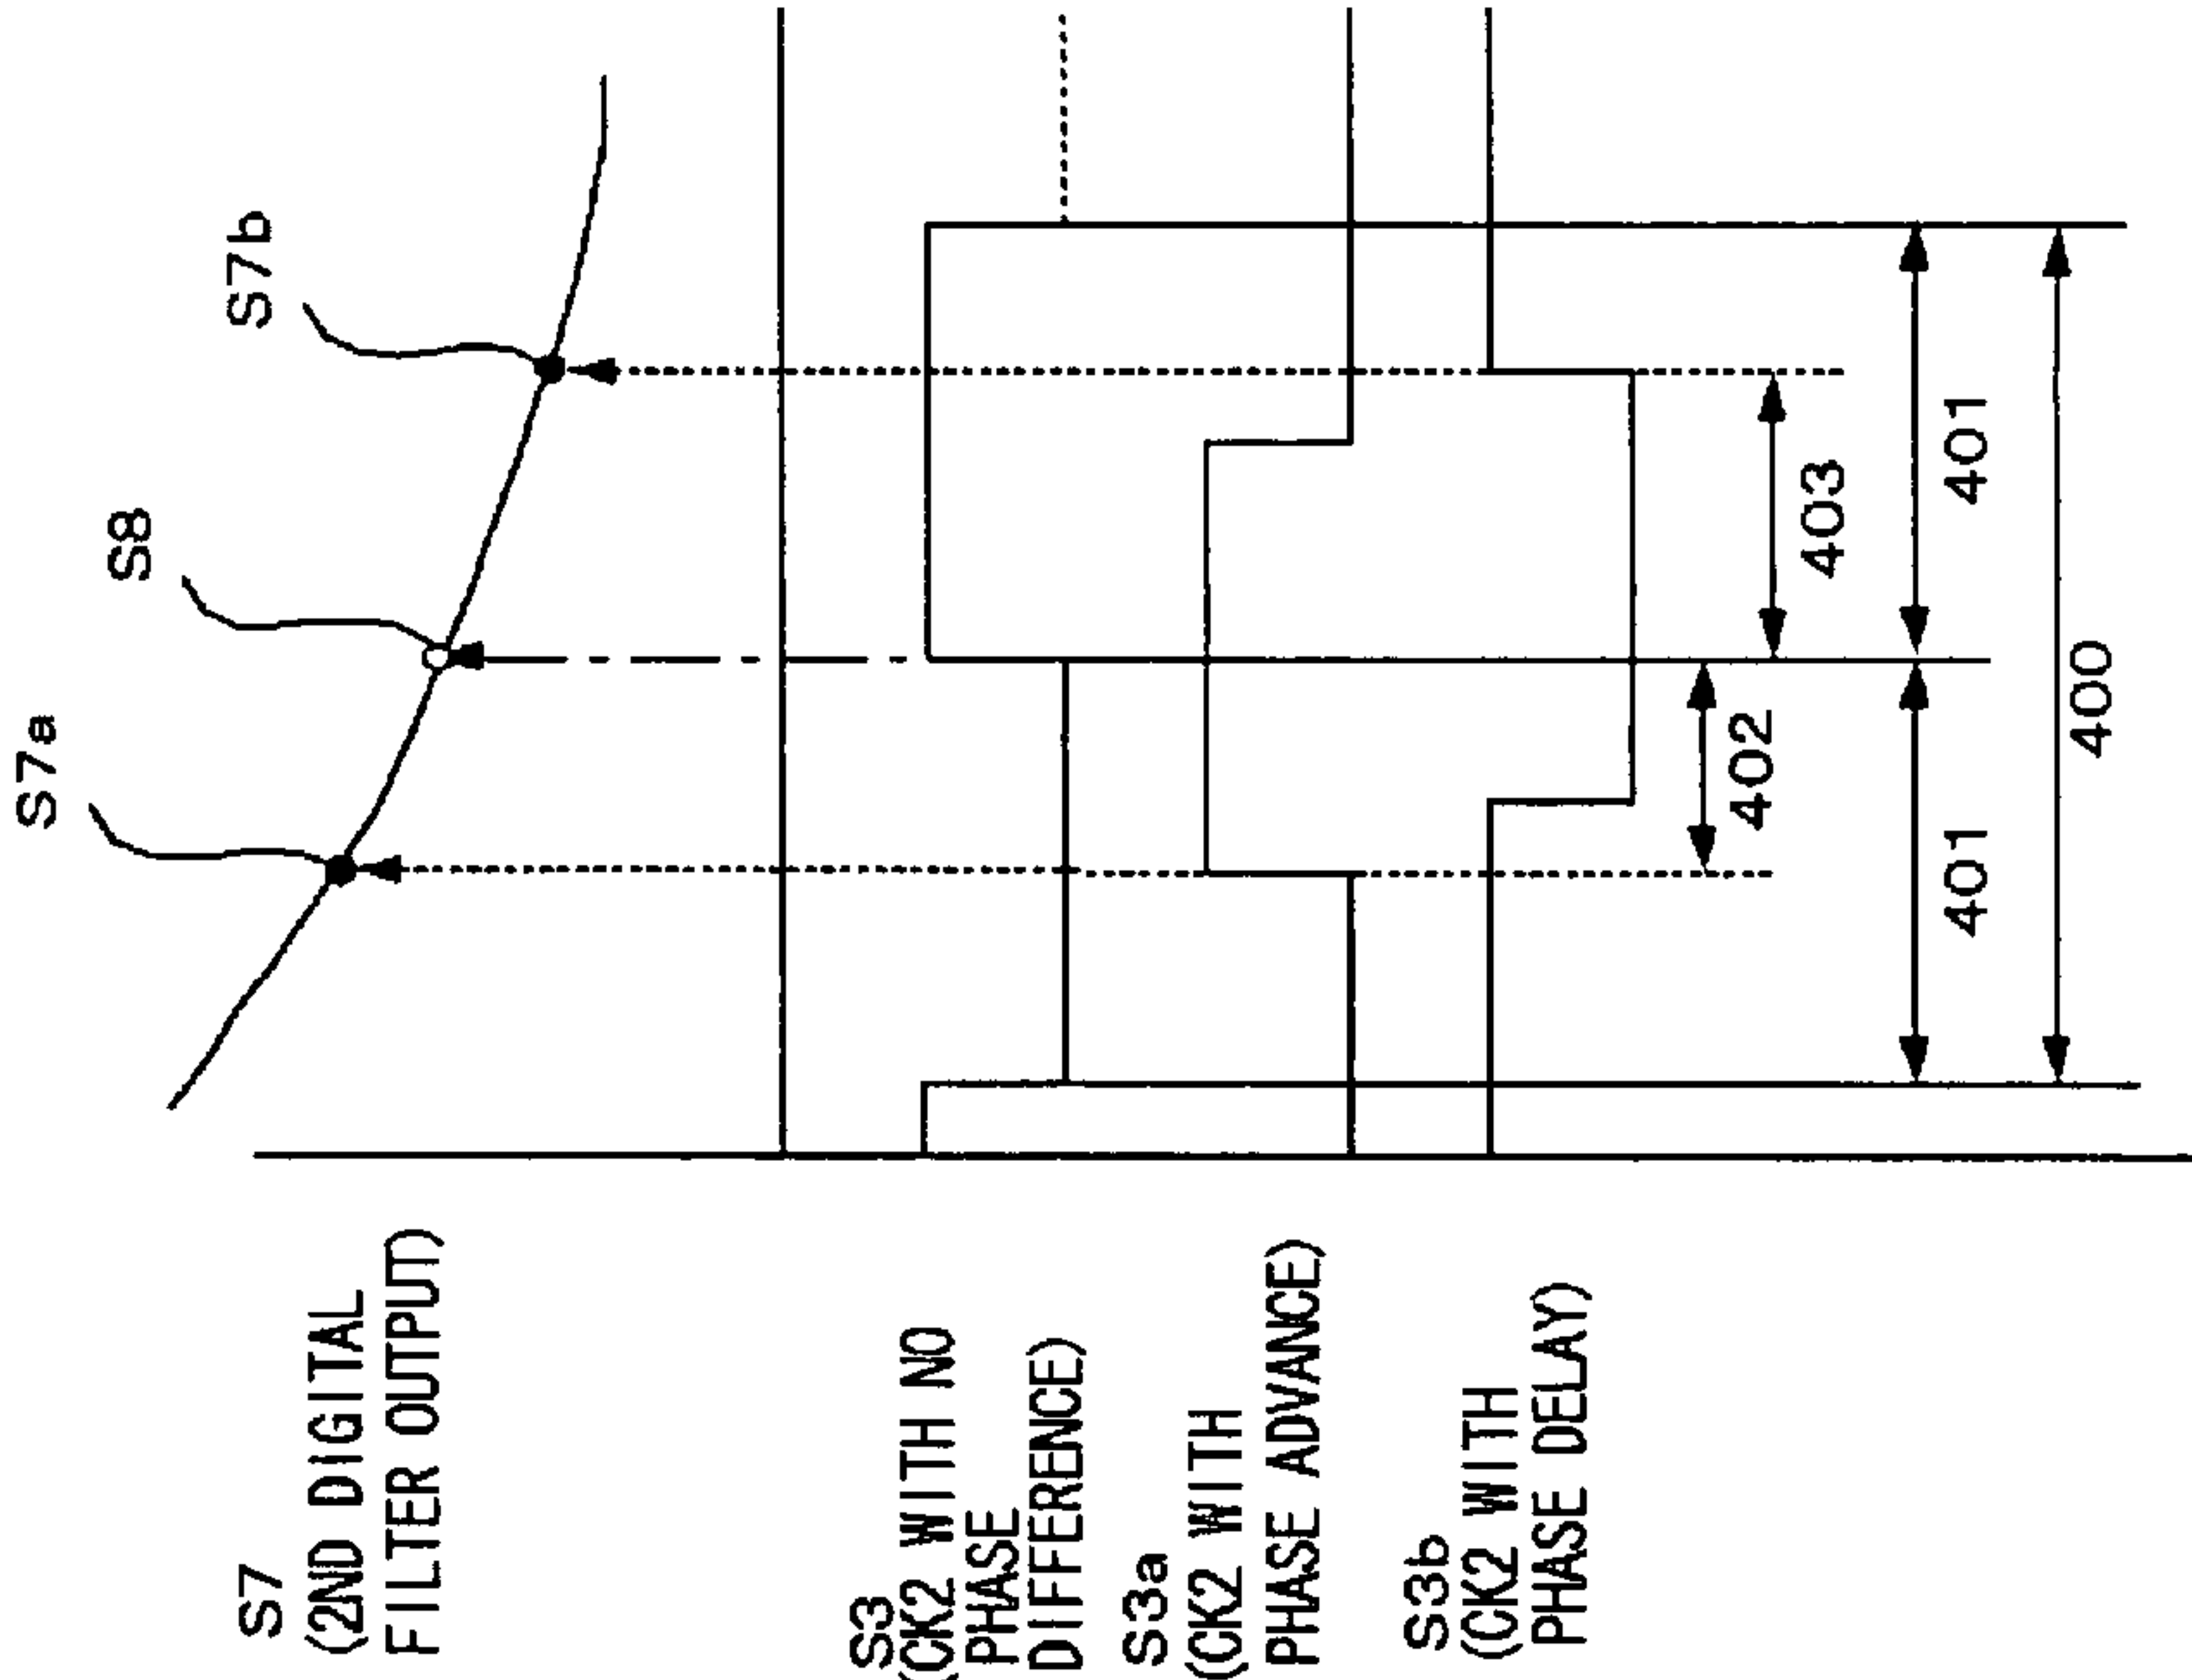 S7a
S8
S7b
S7
(2ND DIGITAL
FILTER OUTPUT)
S3
(CK2 WITH NO
PHASE
DIFFERENCE)
S3a
(CK2 WITH
PHASE ADVANCE)
S3b
(CK2 WITH
PHASE DELAY)
402
403
401
401
400